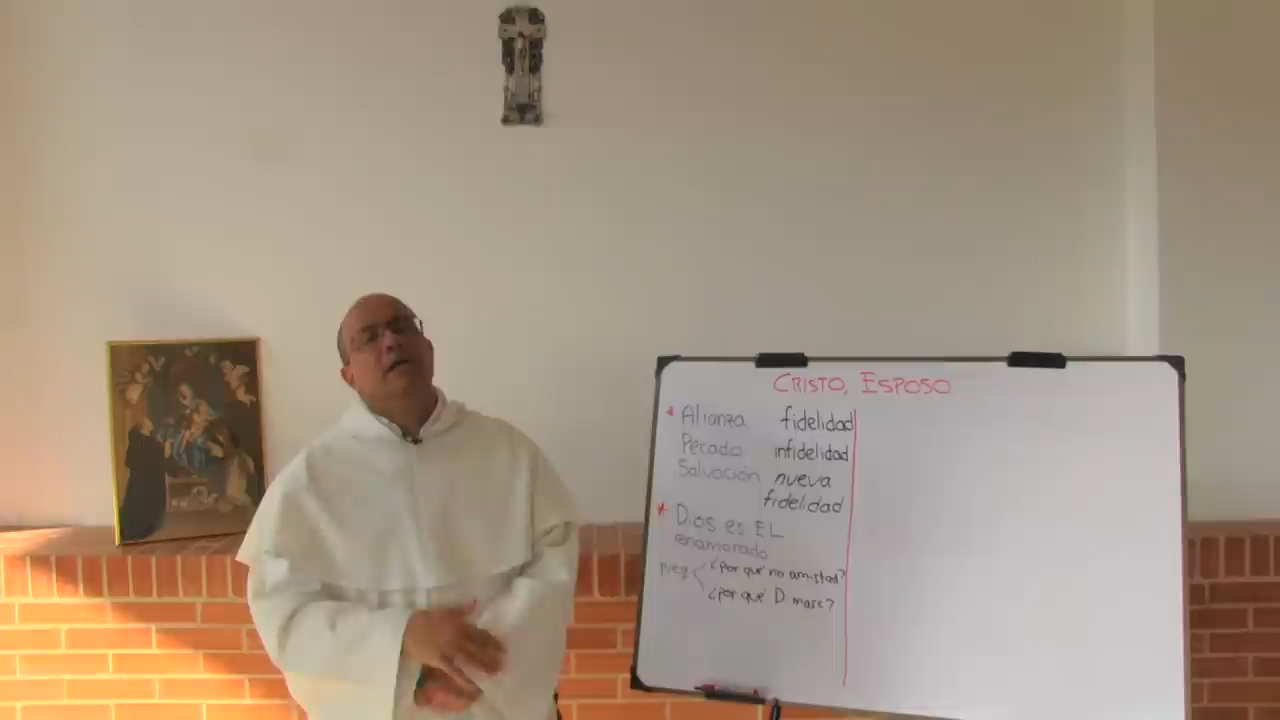 CRISTO, ESPOSO
* Alianza fidelidad
Pecado infidelidad
Salvación nueva
fidelidad
* Dios es EL
enamorado
preg ¿por qué no amistad?
¿por qué D masc?